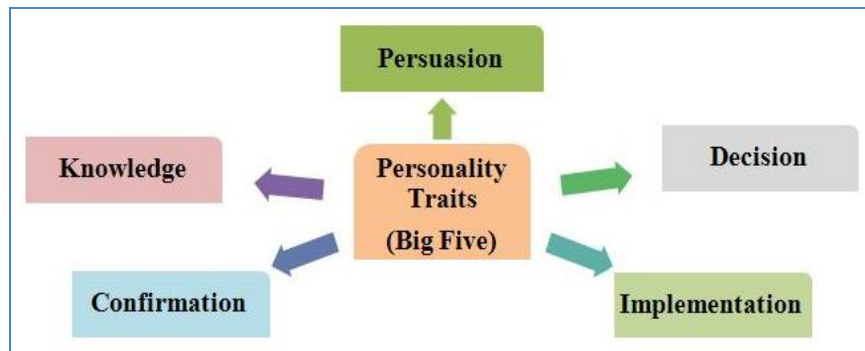 Persuasion
Knowledge
Personality
Traits
(Big Five)
Decision
Confirmation
Implementation